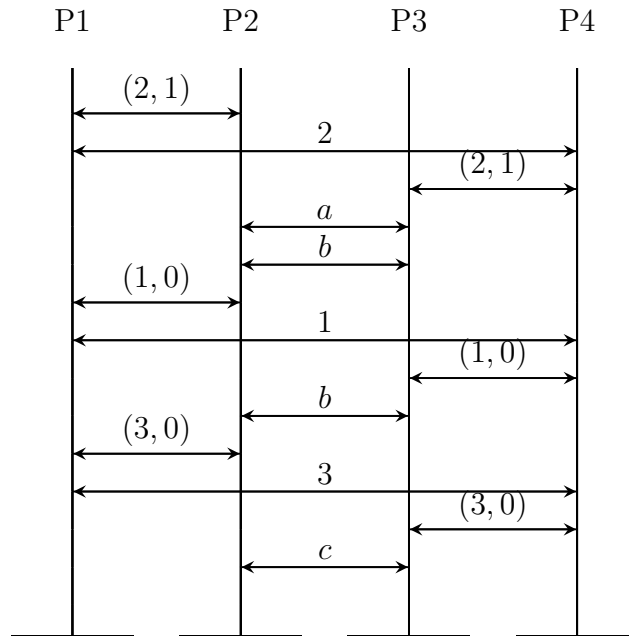 P1 P2 P3 P4
(2, 1)
2
(2, 1)
a
b
(1, 0)
1
(1, 0)
b
(3, 0)
3
(3, 0)
c